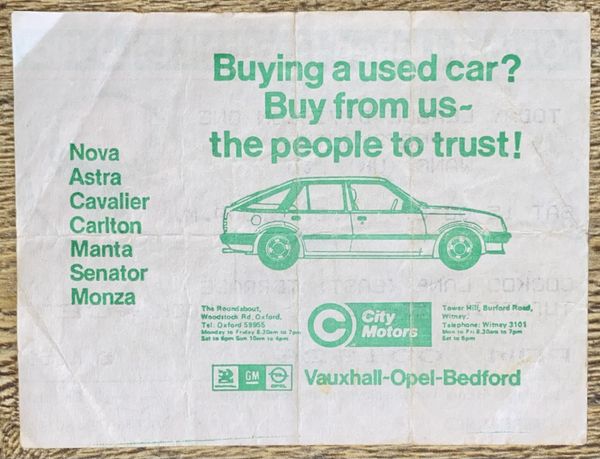 Buying a used car?
Buy from us~
the people to trust!
Nova
Astra
Cavalier
Carlton
Manta
Senator
Monza
The Roundabout,
Woodstock Rd, Oxford.
Tel: Oxford 59955
Monday to Friday 8.30am to 7pm
Sat to 6pm Sun 10am to 4pm
C City
Motors
Tower Hill, Burford Road,
Witney.
Telephone: Witney 3101
Mon to Fri 8.30am to 7pm
Sat to 5pm
VAUXHALL GM OPEL
Vauxhall-Opel-Bedford